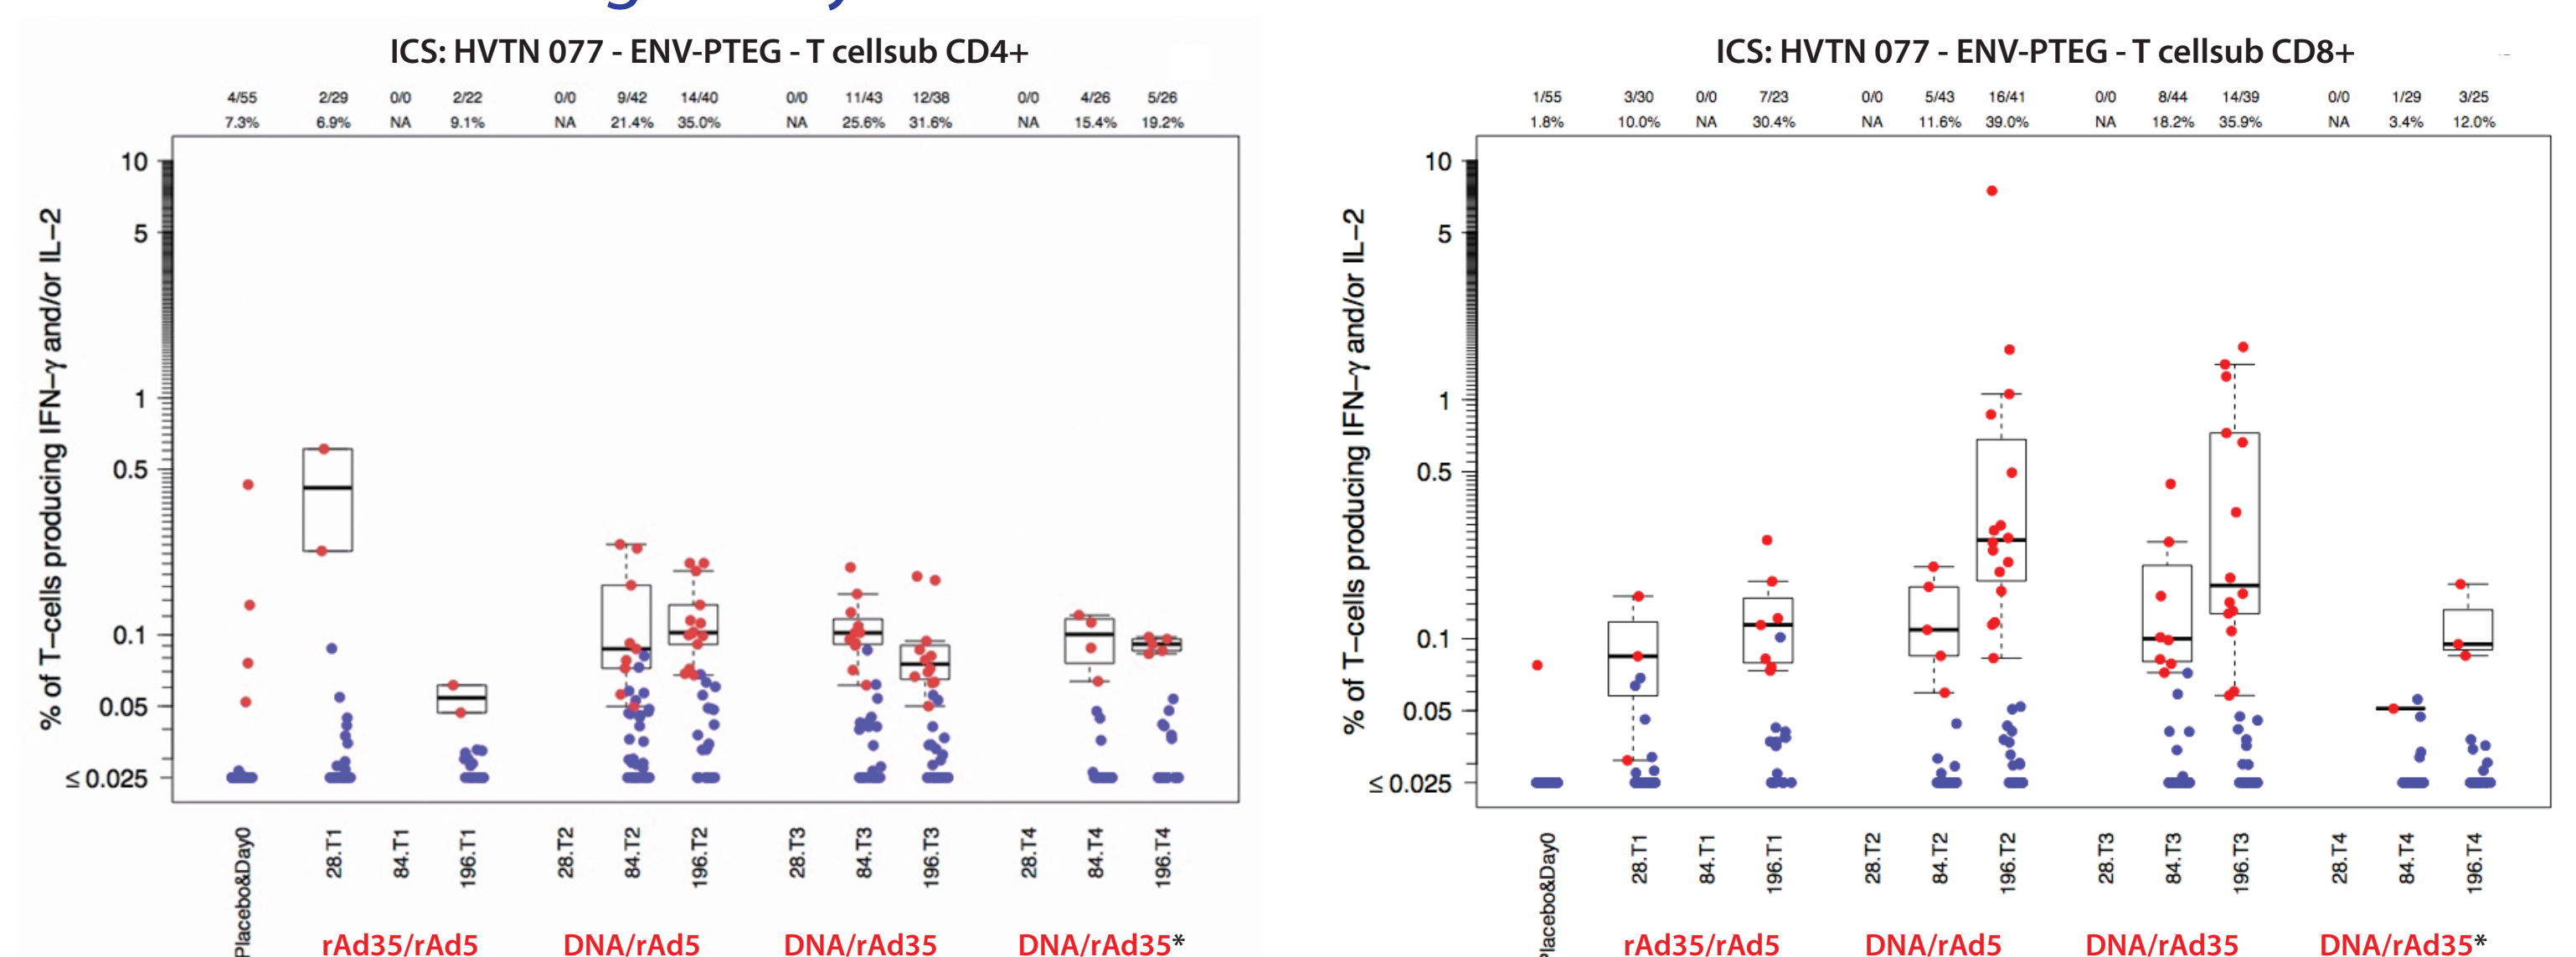 ICS: HVTN 077 - ENV-PTEG - T cellsub CD4+
4/55 2/29 0/0 2/22 0/0 9/42 14/40 0/0 11/43 12/38 0/0 4/26 5/26
7.3% 6.9% NA 9.1% NA 21.4% 35.0% NA 25.6% 31.6% NA 15.4% 19.2%
% of T–cells producing IFN–γ and/or IL–2
10
5
1
0.5
0.1
0.05
≤ 0.025
Placebo&Day0 28.T1 84.T1 196.T1 28.T2 84.T2 196.T2 28.T3 84.T3 196.T3 28.T4 84.T4 196.T4
rAd35/rAd5 DNA/rAd5 DNA/rAd35 DNA/rAd35*
ICS: HVTN 077 - ENV-PTEG - T cellsub CD8+
1/55 3/30 0/0 7/23 0/0 5/43 16/41 0/0 8/44 14/39 0/0 1/29 3/25
1.8% 10.0% NA 30.4% NA 11.6% 39.0% NA 18.2% 35.9% NA 3.4% 12.0%
% of T–cells producing IFN–γ and/or IL–2
10
5
1
0.5
0.1
0.05
≤ 0.025
Placebo&Day0 28.T1 84.T1 196.T1 28.T2 84.T2 196.T2 28.T3 84.T3 196.T3 28.T4 84.T4 196.T4
rAd35/rAd5 DNA/rAd5 DNA/rAd35 DNA/rAd35*